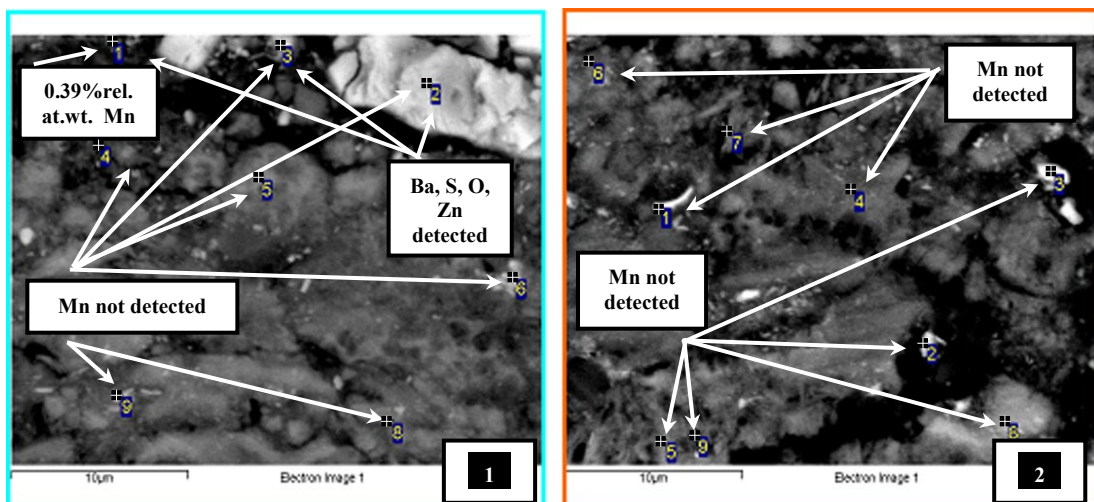 1
3
2
0.39%rel.
at.wt. Mn
4
5
Ba, S, O,
Zn
detected
6
Mn not detected
9
8
10µm
Electron Image 1
1
6
Mn not
detected
7
3
4
1
Mn not
detected
2
8
5
9
10µm
Electron Image 1
2